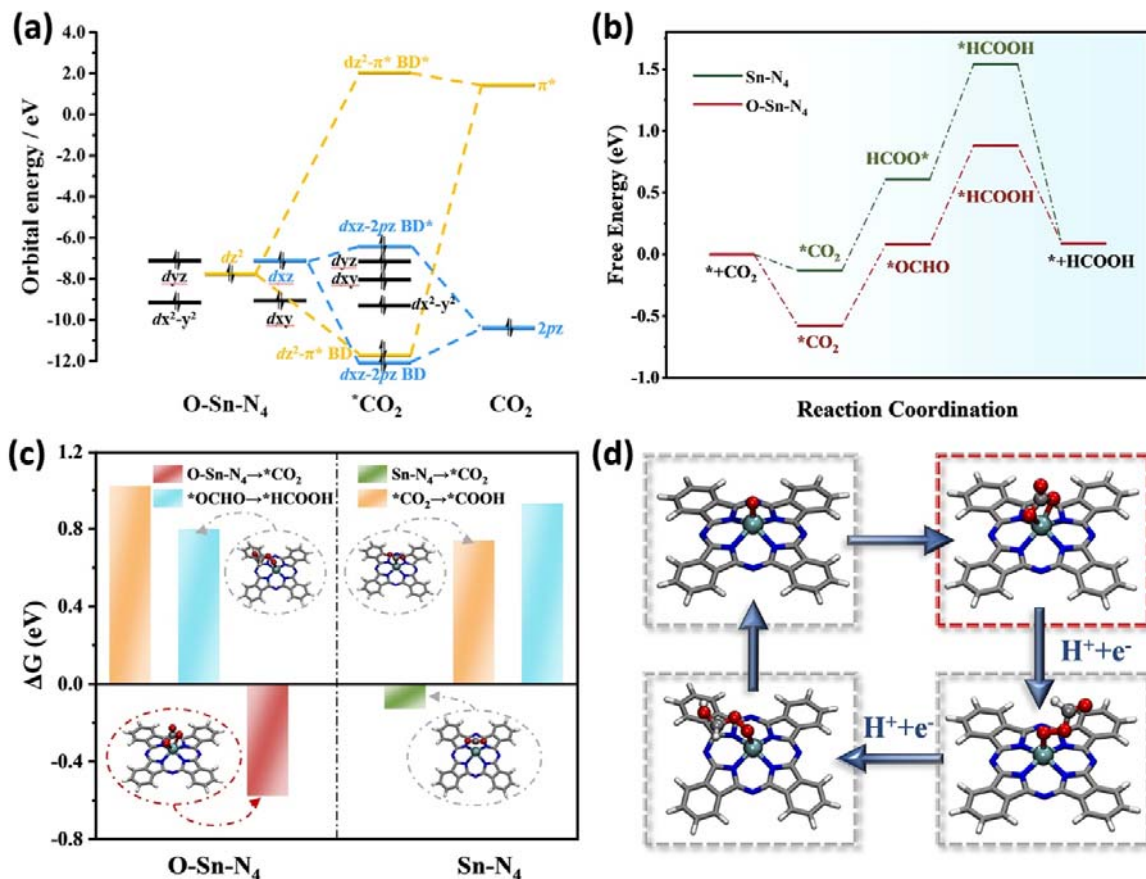 (a)
Orbital energy / eV
4.0
2.0
0.0
-2.0
-4.0
-6.0
-8.0
-10.0
-12.0
dz²-π* BD*
π*
dxz-2pz BD*
dz²
dyz
dxz
dyz
dxy
dx²-y²
dxy
dx²-y²
2pz
dz²-π* BD
dxz-2pz BD
O-Sn-N₄
*CO₂
CO₂
(b)
Free Energy (eV)
1.5
1.0
0.5
0.0
-0.5
-1.0
Sn-N₄
O-Sn-N₄
*HCOOH
HCOO*
*HCOOH
*CO₂
*OCHO
*+CO₂
*+HCOOH
*CO₂
Reaction Coordination
(c)
ΔG (eV)
1.2
0.8
0.4
0.0
-0.4
-0.8
O-Sn-N₄→*CO₂
*OCHO→*HCOOH
Sn-N₄→*CO₂
*CO₂→*COOH
O-Sn-N₄
Sn-N₄
(d)
H⁺+e⁻
H⁺+e⁻